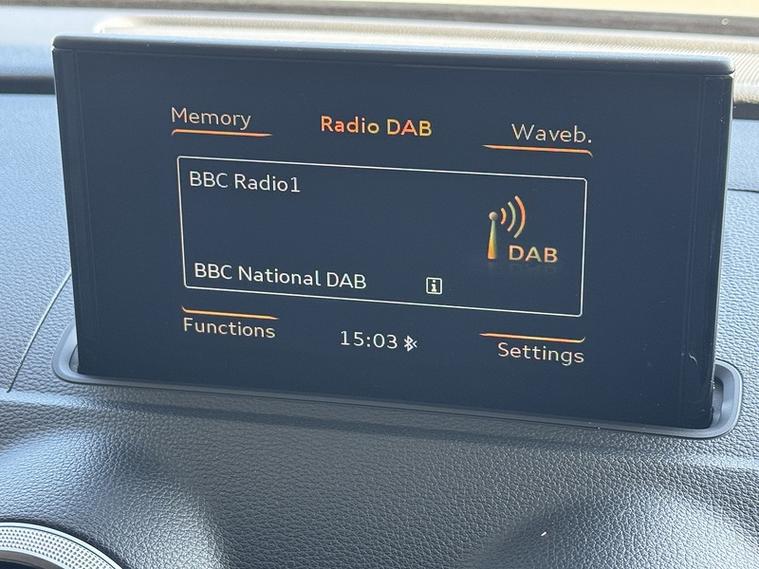 Memory
Radio DAB
Waveb.
BBC Radio1
DAB
BBC National DAB
i
Functions
15:03
Settings